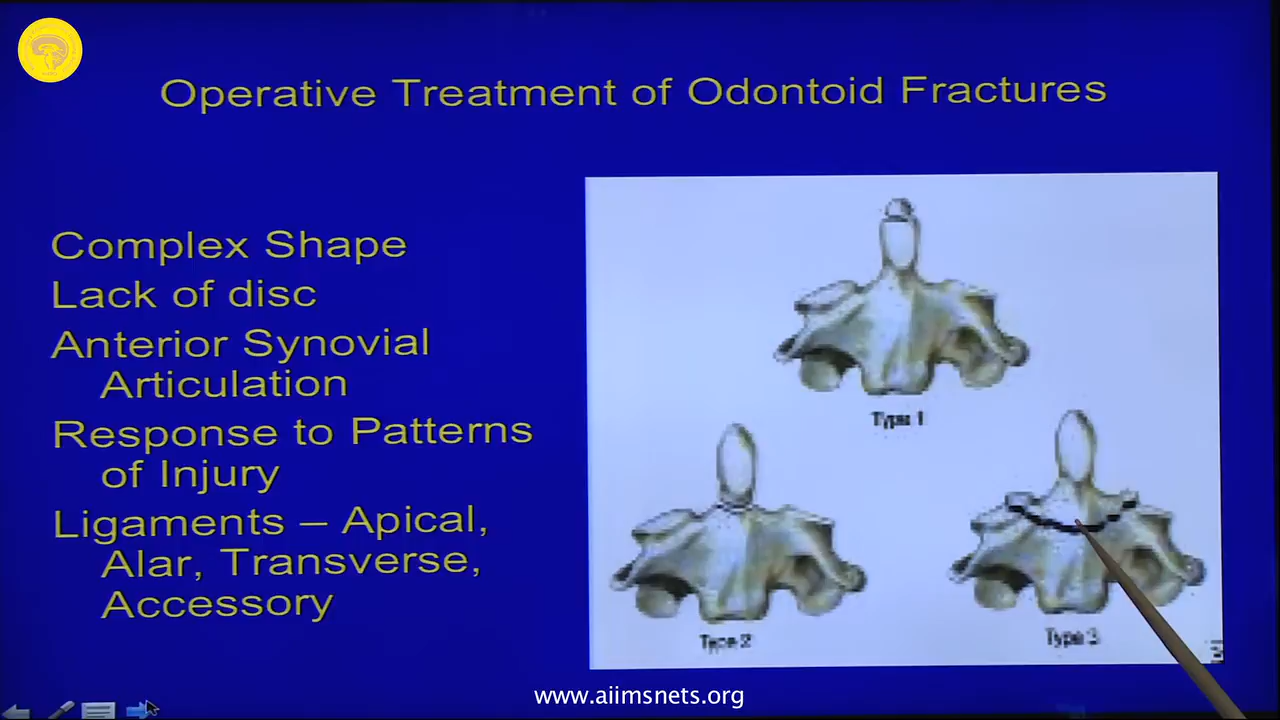 Operative Treatment of Odontoid Fractures
Complex Shape
Lack of disc
Anterior Synovial
Articulation
Response to Patterns
of Injury
Ligaments – Apical,
Alar, Transverse,
Accessory
Type 1
Type 2
Type 3
www.aiimsnets.org